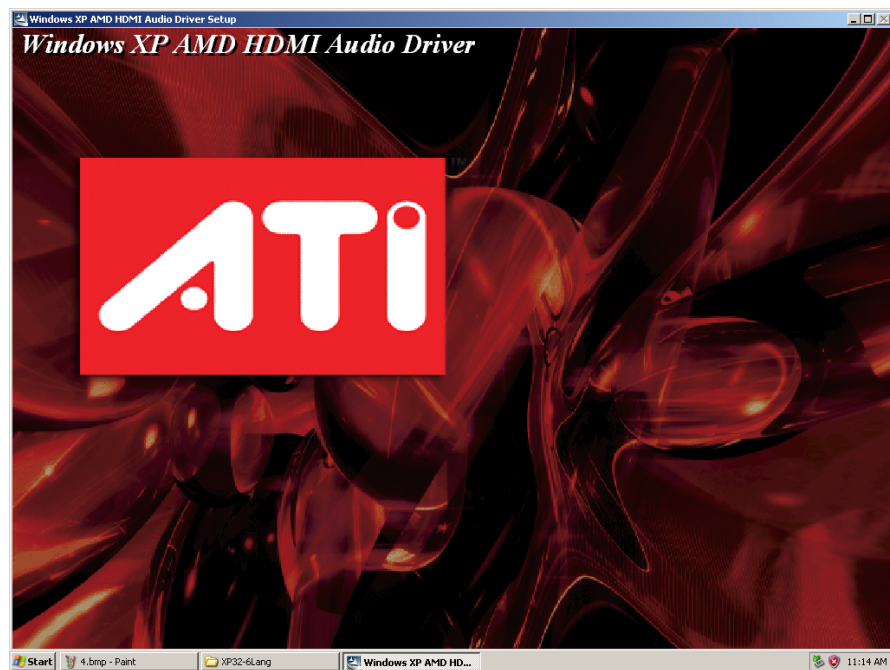 Windows XP AMD HDMI Audio Driver Setup
Windows XP AMD HDMI Audio Driver
TM
ATI
Start
4.bmp - Paint
XP32-6Lang
Windows XP AMD HD...
11:14 AM